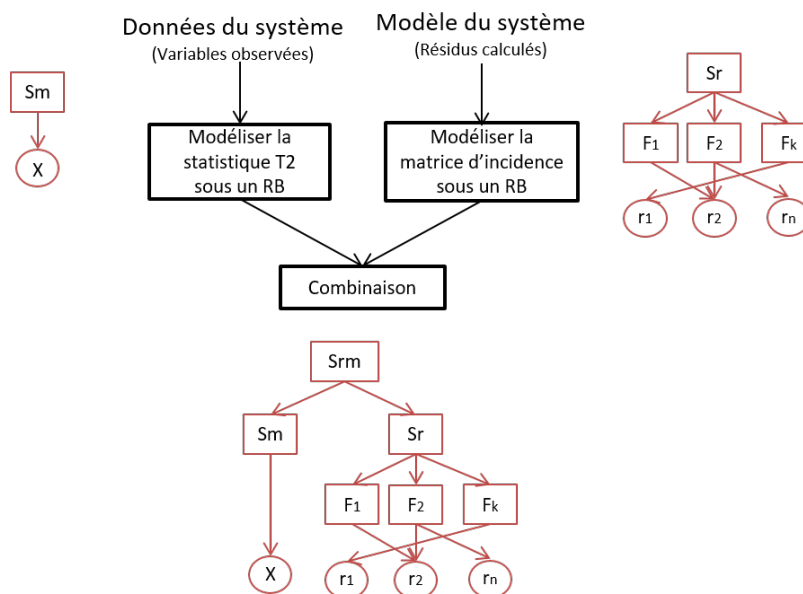 Données du système
(Variables observées)
Modèle du système
(Résidus calculés)
Sm
X
Modéliser la
statistique T2
sous un RB
Modéliser la
matrice d'incidence
sous un RB
Sr
F1 F2 Fk
r1 r2 rn
Combinaison
Srm
Sm Sr
F1 F2 Fk
X r1 r2 rn